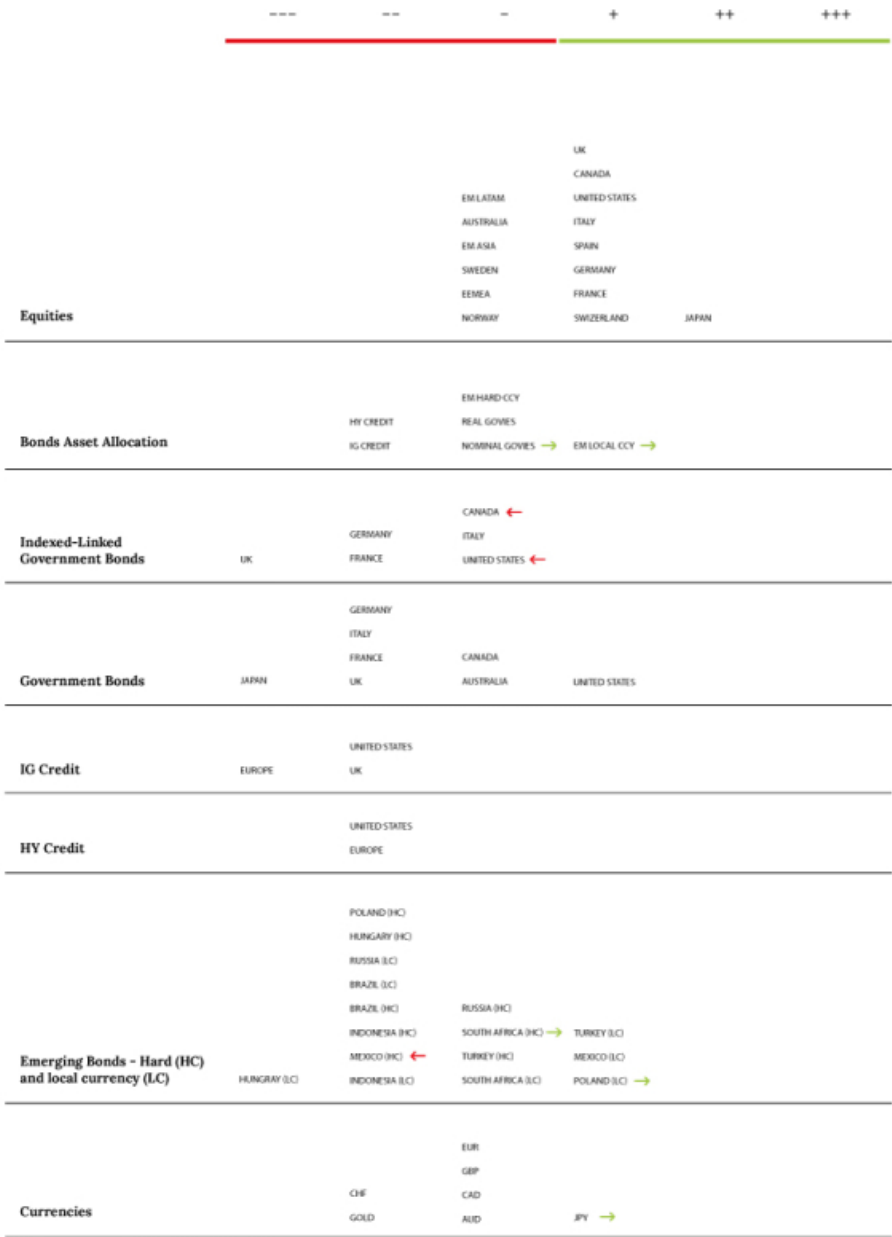 --- -- - + ++ +++
UK
CANADA
EM LATAM UNITED STATES
AUSTRALIA ITALY
EM ASIA SPAIN
SWEDEN GERMANY
EEMEA FRANCE
Equities
NORWAY SWIZERLAND JAPAN
EM HARD CCY
HY CREDIT REAL GOVIES
Bonds Asset Allocation
IG CREDIT NOMINAL GOVIES → EM LOCAL CCY →
CANADA ←
GERMANY ITALY
Indexed-Linked
Government Bonds UK FRANCE UNITED STATES ←
GERMANY
ITALY
FRANCE CANADA
Government Bonds JAPAN UK AUSTRALIA UNITED STATES
UNITED STATES
IG Credit EUROPE UK
UNITED STATES
HY Credit EUROPE
POLAND (HC)
HUNGARY (HC)
RUSSIA (LC)
BRAZIL (LC)
BRAZIL (HC) RUSSIA (HC)
INDONESIA (HC) SOUTH AFRICA (HC) → TURKEY (LC)
MEXICO (HC) ← TURKEY (HC) MEXICO (LC)
Emerging Bonds - Hard (HC)
and local currency (LC) HUNGRAY (LC) INDONESIA (LC) SOUTH AFRICA (LC) POLAND (LC) →
EUR
GBP
CHF CAD
Currencies GOLD AUD JPY →